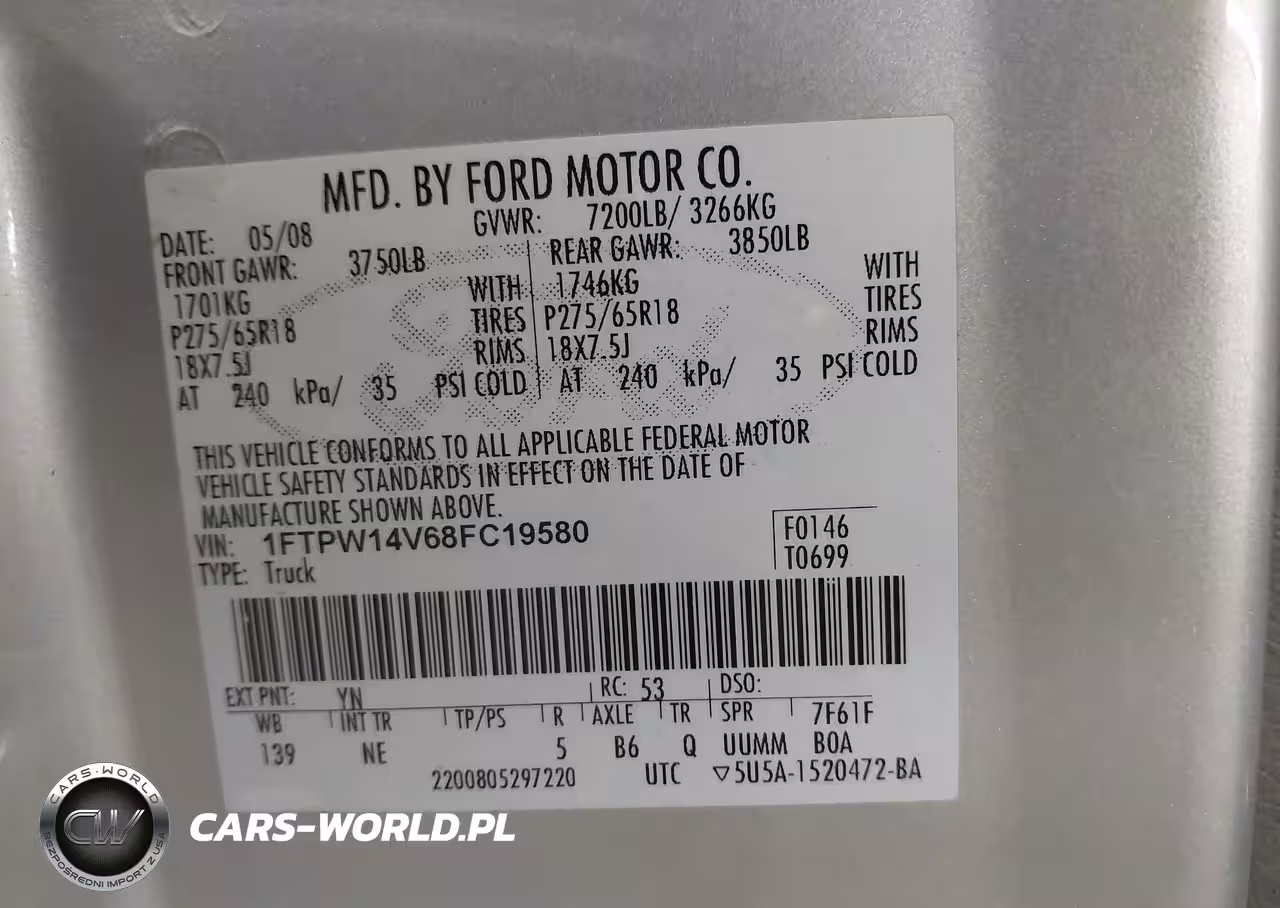 MFD. BY FORD MOTOR CO.
DATE: 05/08 GVWR: 7200LB/ 3266KG
FRONT GAWR: 3750LB REAR GAWR: 3850LB
1701KG WITH 1746KG WITH
P275/65R18 TIRES P275/65R18 TIRES
18X7.5J RIMS 18X7.5J RIMS
AT 240 kPa/ 35 PSI COLD AT 240 kPa/ 35 PSI COLD
THIS VEHICLE CONFORMS TO ALL APPLICABLE FEDERAL MOTOR
VEHICLE SAFETY STANDARDS IN EFFECT ON THE DATE OF
MANUFACTURE SHOWN ABOVE.
VIN: 1FTPW14V68FC19580 F0146
TYPE: Truck T0699
EXT PNT: YN RC: 53 DSO:
WB INT TR TP/PS R AXLE TR SPR 7F61F
139 NE 5 B6 Q UUMM BOA
2200805297220 UTC ▽5U5A-1520472-BA
CARS-WORLD
CW
BEZPOŚREDNI IMPORT Z USA
CARS-WORLD.PL